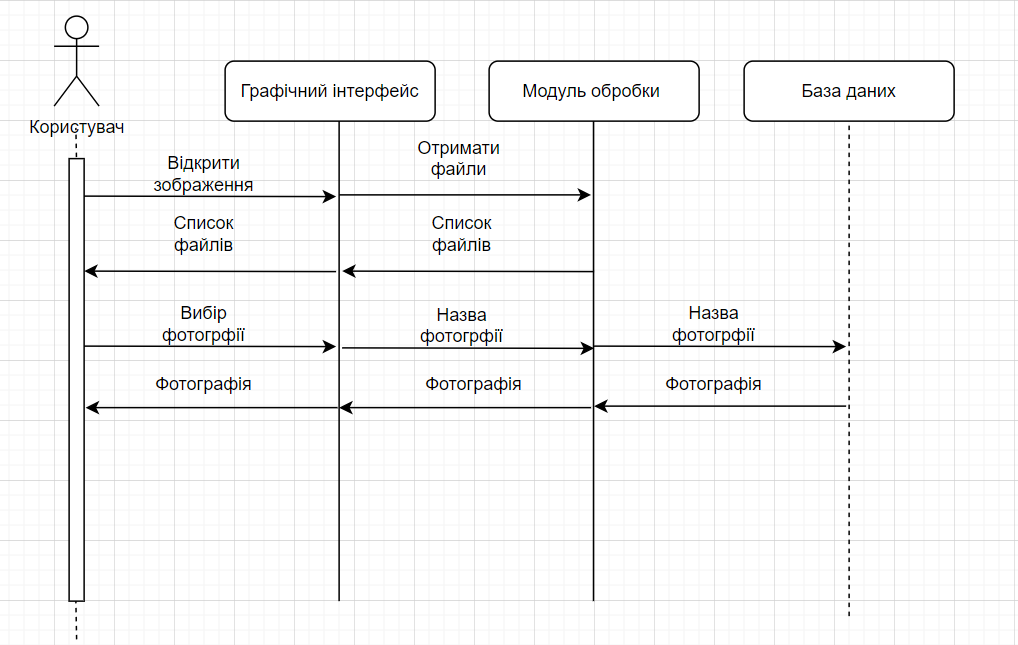 Користувач
Графічний інтерфейс
Модуль обробки
База даних
Відкрити
зображення
Отримати
файли
Список
файлів
Список
файлів
Вибір
фотогрфії
Назва
фотогрфії
Назва
фотогрфії
Фотографія
Фотографія
Фотографія